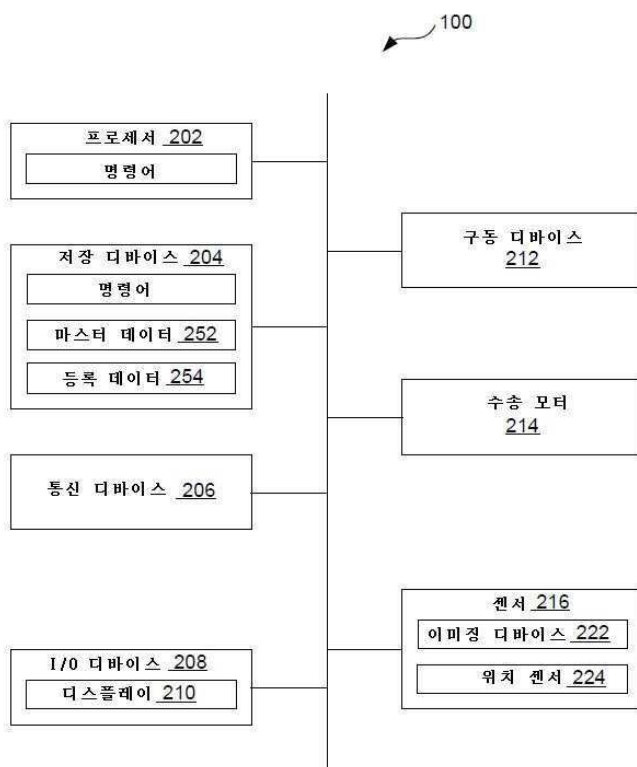 100
프로세서 202
명령어
저장 디바이스 204
명령어
마스터 데이터 252
등록 데이터 254
통신 디바이스 206
I/O 디바이스 208
디스플레이 210
구동 디바이스
212
수송 모터
214
센서 216
이미징 디바이스 222
위치 센서 224